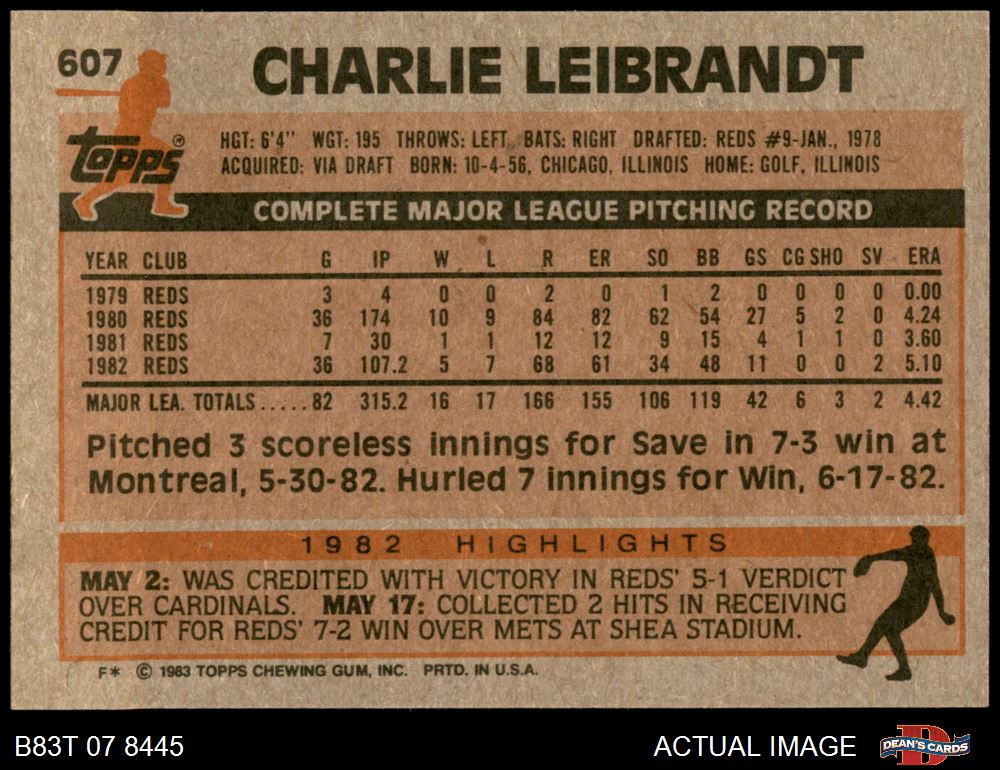 607 CHARLIE LEIBRANDT
Topps®
HGT: 6'4" WGT: 195 THROWS: LEFT BATS: RIGHT DRAFTED: REDS #9-JAN., 1978
ACQUIRED: VIA DRAFT BORN: 10-4-56, CHICAGO, ILLINOIS HOME: GOLF, ILLINOIS
COMPLETE MAJOR LEAGUE PITCHING RECORD
YEAR CLUB G IP W L R ER SO BB GS CG SHO SV ERA
1979 REDS 3 4 0 0 2 0 1 2 0 0 0 0 0.00
1980 REDS 36 174 10 9 84 82 62 54 27 5 2 0 4.24
1981 REDS 7 30 1 1 12 12 9 15 4 1 1 0 3.60
1982 REDS 36 107.2 5 7 68 61 34 48 11 0 0 2 5.10
MAJOR LEA. TOTALS.....82 315.2 16 17 166 155 106 119 42 6 3 2 4.42
Pitched 3 scoreless innings for Save in 7-3 win at
Montreal, 5-30-82. Hurled 7 innings for Win, 6-17-82.
1982 HIGHLIGHTS
MAY 2: WAS CREDITED WITH VICTORY IN REDS' 5-1 VERDICT
OVER CARDINALS. MAY 17: COLLECTED 2 HITS IN RECEIVING
CREDIT FOR REDS' 7-2 WIN OVER METS AT SHEA STADIUM.
F* © 1983 TOPPS CHEWING GUM, INC. PRTD. IN U.S.A.
B83T 07 8445 ACTUAL IMAGE D DEAN'S CARDS